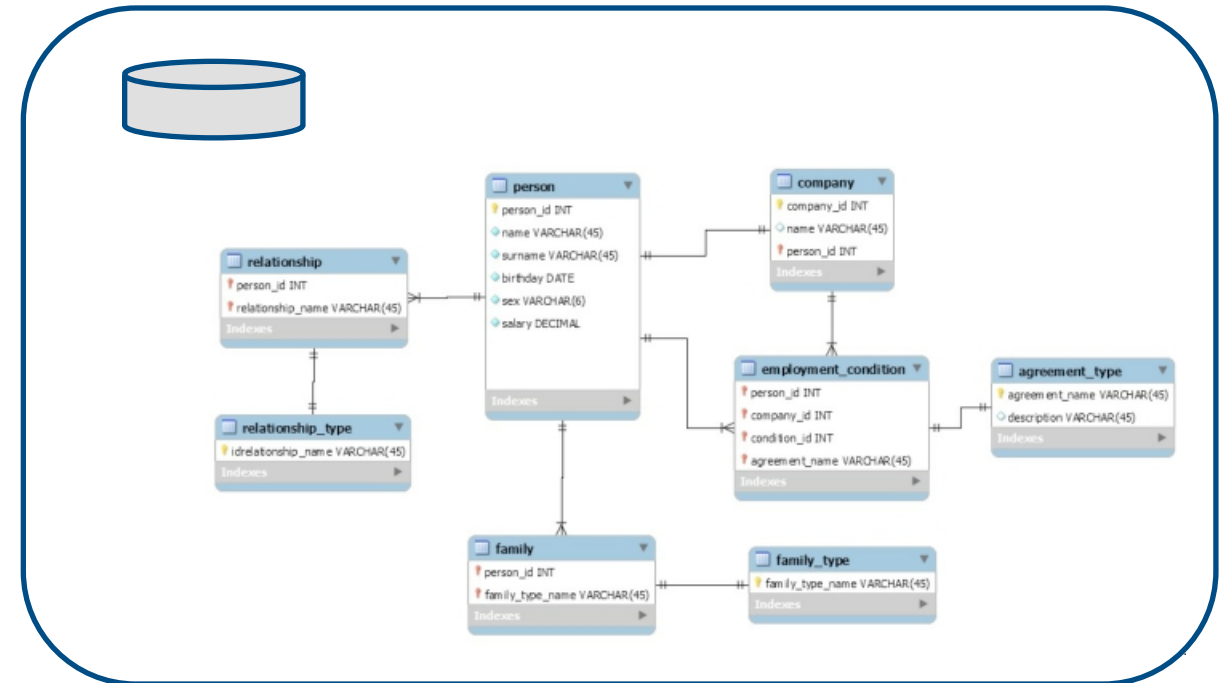 person
person_id INT
name VARCHAR(45)
surname VARCHAR(45)
birthday DATE
sex VARCHAR(6)
salary DECIMAL
Indexes
company
company_id INT
name VARCHAR(45)
person_id INT
Indexes
relationship
person_id INT
relationship_name VARCHAR(45)
Indexes
relationship_type
idrelationship_name VARCHAR(45)
Indexes
employment_condition
person_id INT
company_id INT
condition_id INT
agreement_name VARCHAR(45)
Indexes
agreement_type
agreement_name VARCHAR(45)
description VARCHAR(45)
Indexes
family
person_id INT
family_type_name VARCHAR(45)
Indexes
family_type
family_type_name VARCHAR(45)
Indexes